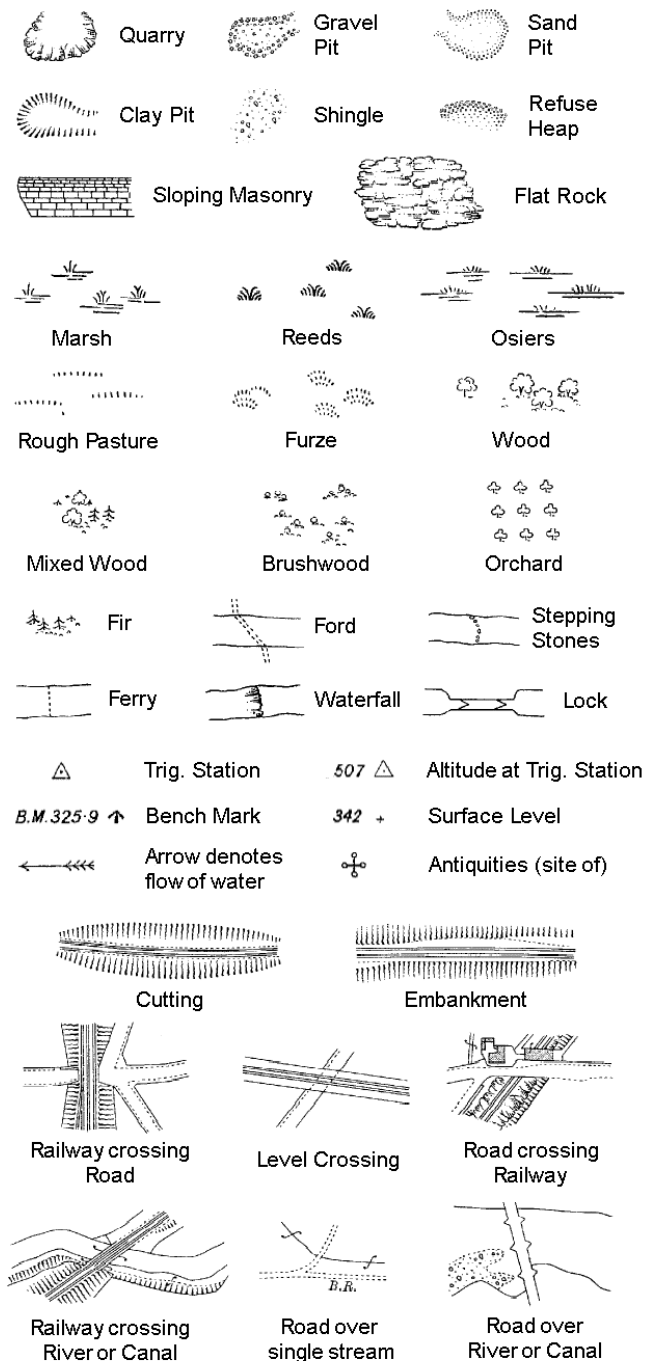 Quarry
Gravel
Pit
Sand
Pit
Clay Pit
Shingle
Refuse
Heap
Sloping Masonry
Flat Rock
Marsh
Reeds
Osiers
Rough Pasture
Furze
Wood
Mixed Wood
Brushwood
Orchard
Fir
Ford
Stepping
Stones
Ferry
Waterfall
Lock
Trig. Station
507
Altitude at Trig. Station
B.M.325·9
Bench Mark
342 +
Surface Level
Arrow denotes
flow of water
Antiquities (site of)
Cutting
Embankment
Railway crossing
Road
Level Crossing
Road crossing
Railway
B.R.
Railway crossing
River or Canal
Road over
single stream
Road over
River or Canal